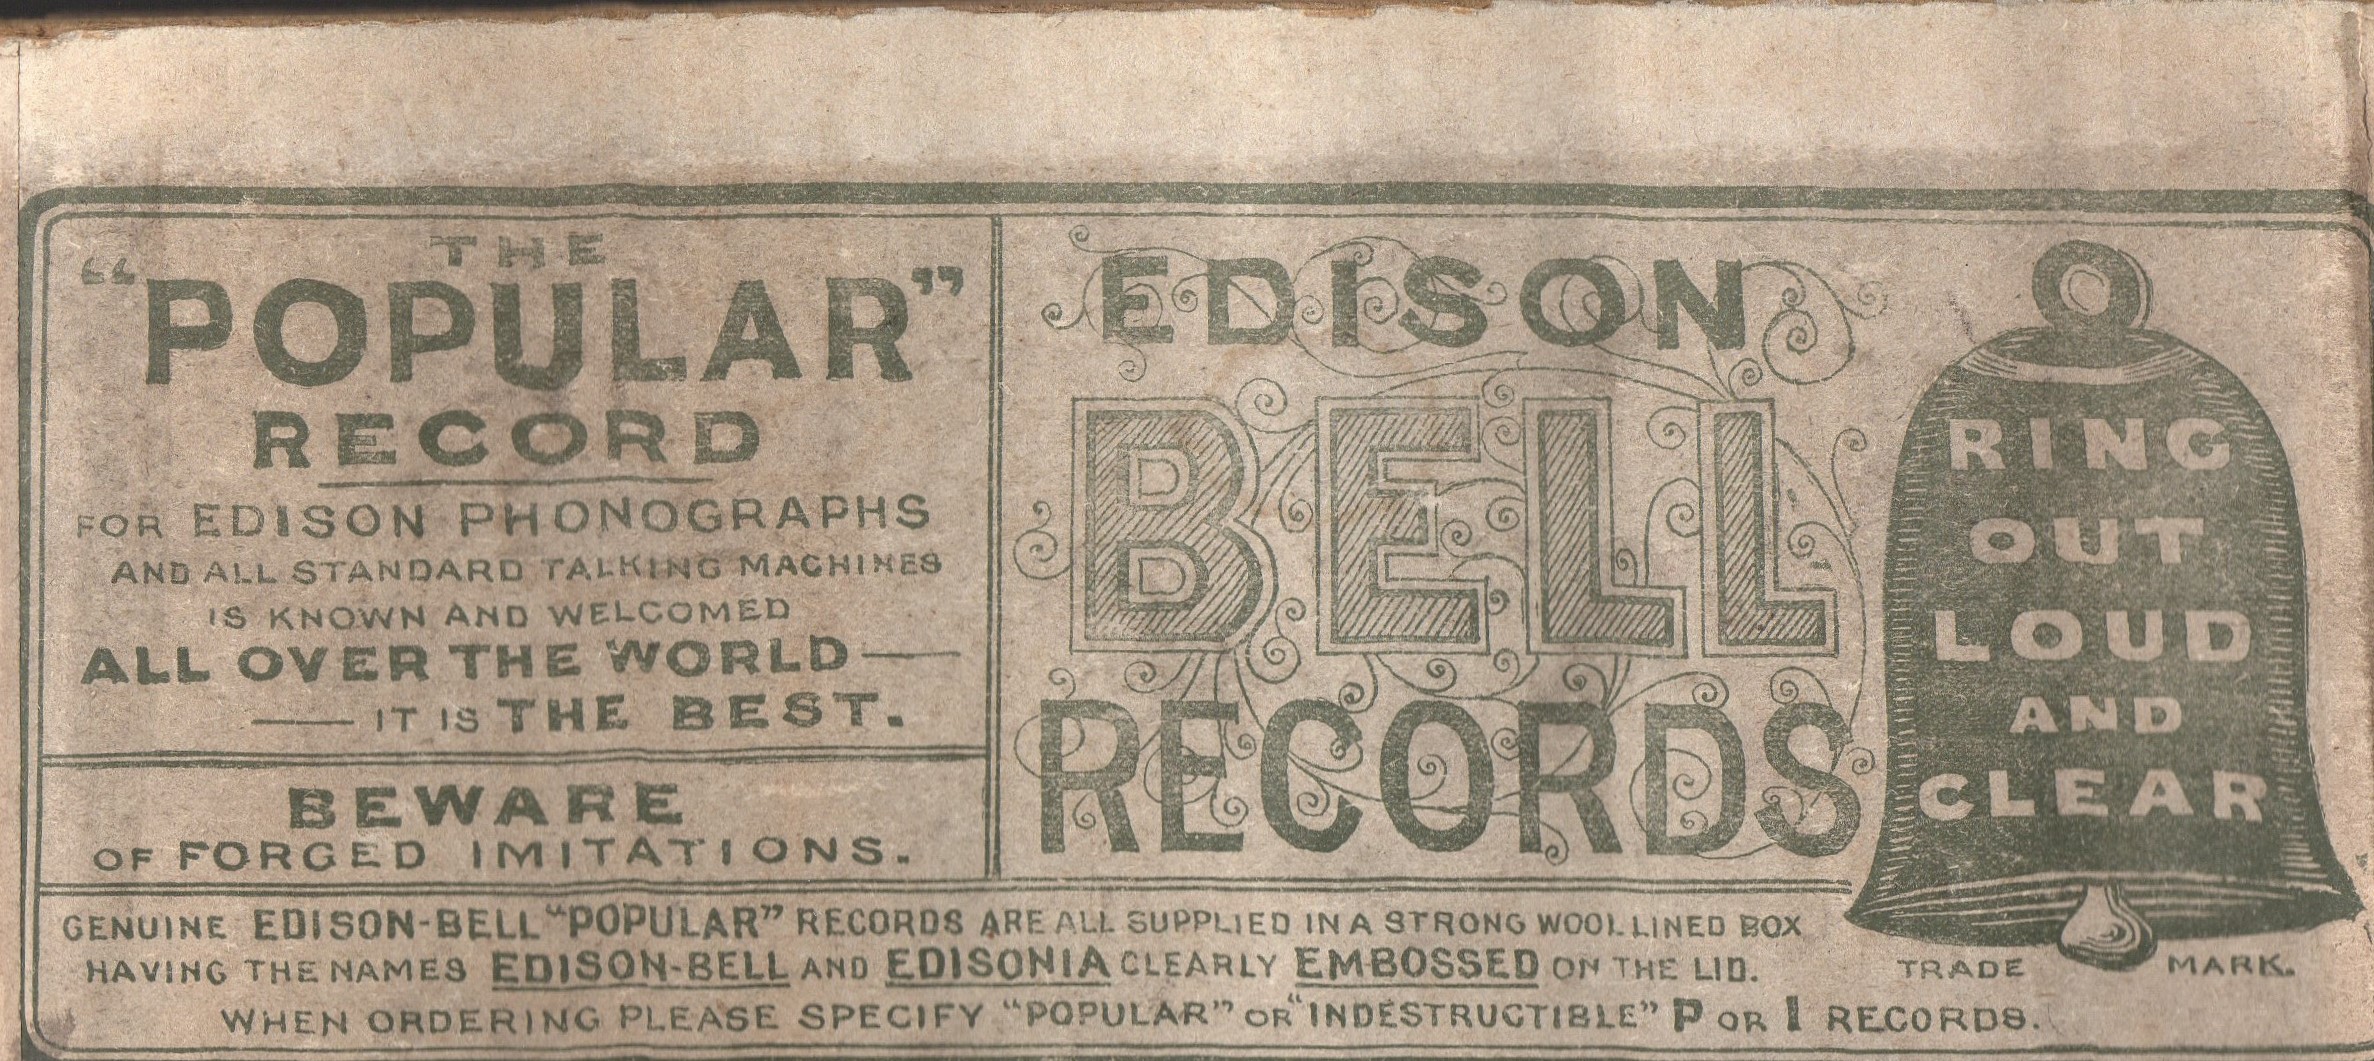 THE
"POPULAR"
RECORD
FOR EDISON PHONOGRAPHS
AND ALL STANDARD TALKING MACHINES
IS KNOWN AND WELCOMED
ALL OVER THE WORLD—
—IT IS THE BEST.
BEWARE
OF FORGED IMITATIONS.
EDISON
BELL
RECORDS
RING
OUT
LOUD
AND
CLEAR
TRADE MARK.
GENUINE EDISON-BELL "POPULAR" RECORDS ARE ALL SUPPLIED IN A STRONG WOOL LINED BOX
HAVING THE NAMES EDISON-BELL AND EDISONIA CLEARLY EMBOSSED ON THE LID.
WHEN ORDERING PLEASE SPECIFY "POPULAR" OR "INDESTRUCTIBLE" P OR I RECORDS.